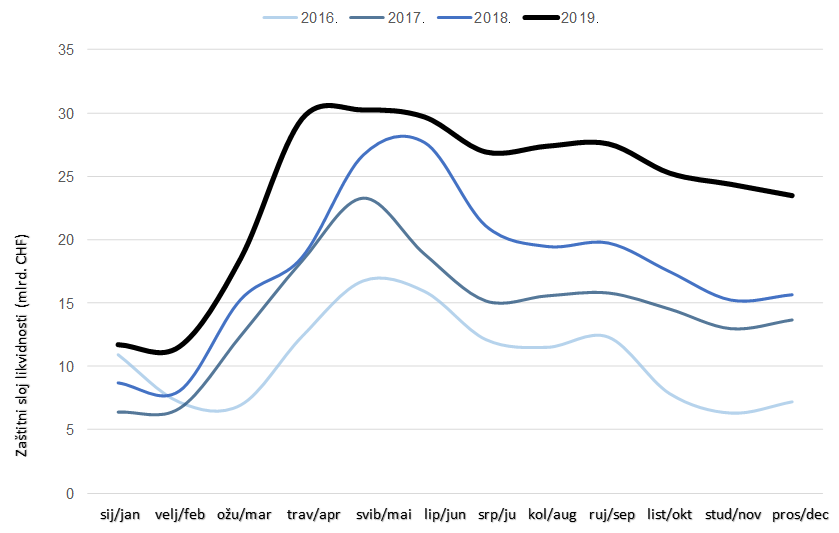 2016. 2017. 2018. 2019.
35
30
25
20
15
10
5
0
Zaštitni sloj likvidnosti (mlrd. CHF)
sij/jan velj/feb ožu/mar trav/apr svib/mai lip/jun srp/ju kol/aug ruj/sep list/okt stud/nov pros/dec